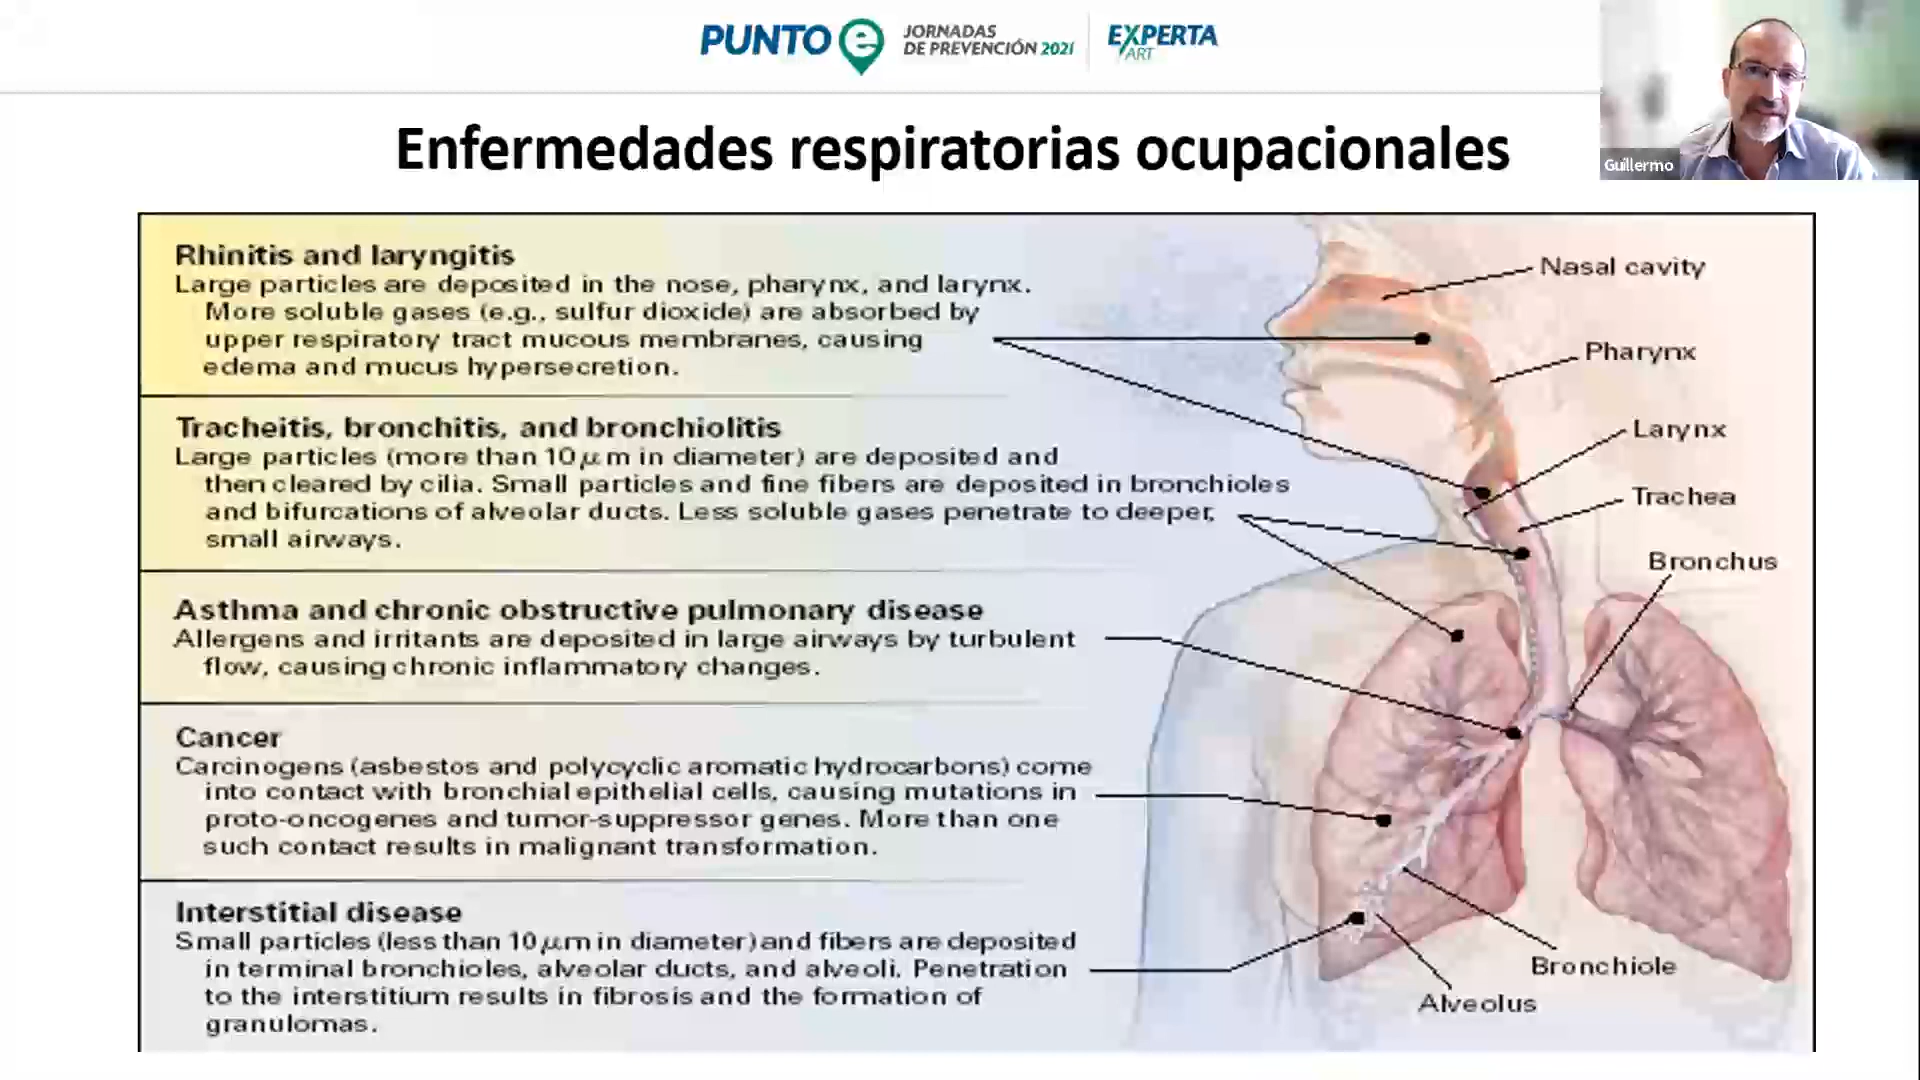 PUNTO e
JORNADAS
DE PREVENCIÓN 2021
EXPERTA
ART
Guillermo
Enfermedades respiratorias ocupacionales
Rhinitis and laryngitis
Large particles are deposited in the nose, pharynx, and larynx.
More soluble gases (e.g., sulfur dioxide) are absorbed by
upper respiratory tract mucous membranes, causing
edema and mucus hypersecretion.
Tracheitis, bronchitis, and bronchiolitis
Large particles (more than 10 μm in diameter) are deposited and
then cleared by cilia. Small particles and fine fibers are deposited in bronchioles
and bifurcations of alveolar ducts. Less soluble gases penetrate to deeper,
small airways.
Asthma and chronic obstructive pulmonary disease
Allergens and irritants are deposited in large airways by turbulent
flow, causing chronic inflammatory changes.
Cancer
Carcinogens (asbestos and polycyclic aromatic hydrocarbons) come
into contact with bronchial epithelial cells, causing mutations in
proto-oncogenes and tumor-suppressor genes. More than one
such contact results in malignant transformation.
Interstitial disease
Small particles (less than 10 μm in diameter) and fibers are deposited
in terminal bronchioles, alveolar ducts, and alveoli. Penetration
to the interstitium results in fibrosis and the formation of
granulomas.
Nasal cavity
Pharynx
Larynx
Trachea
Bronchus
Bronchiole
Alveolus